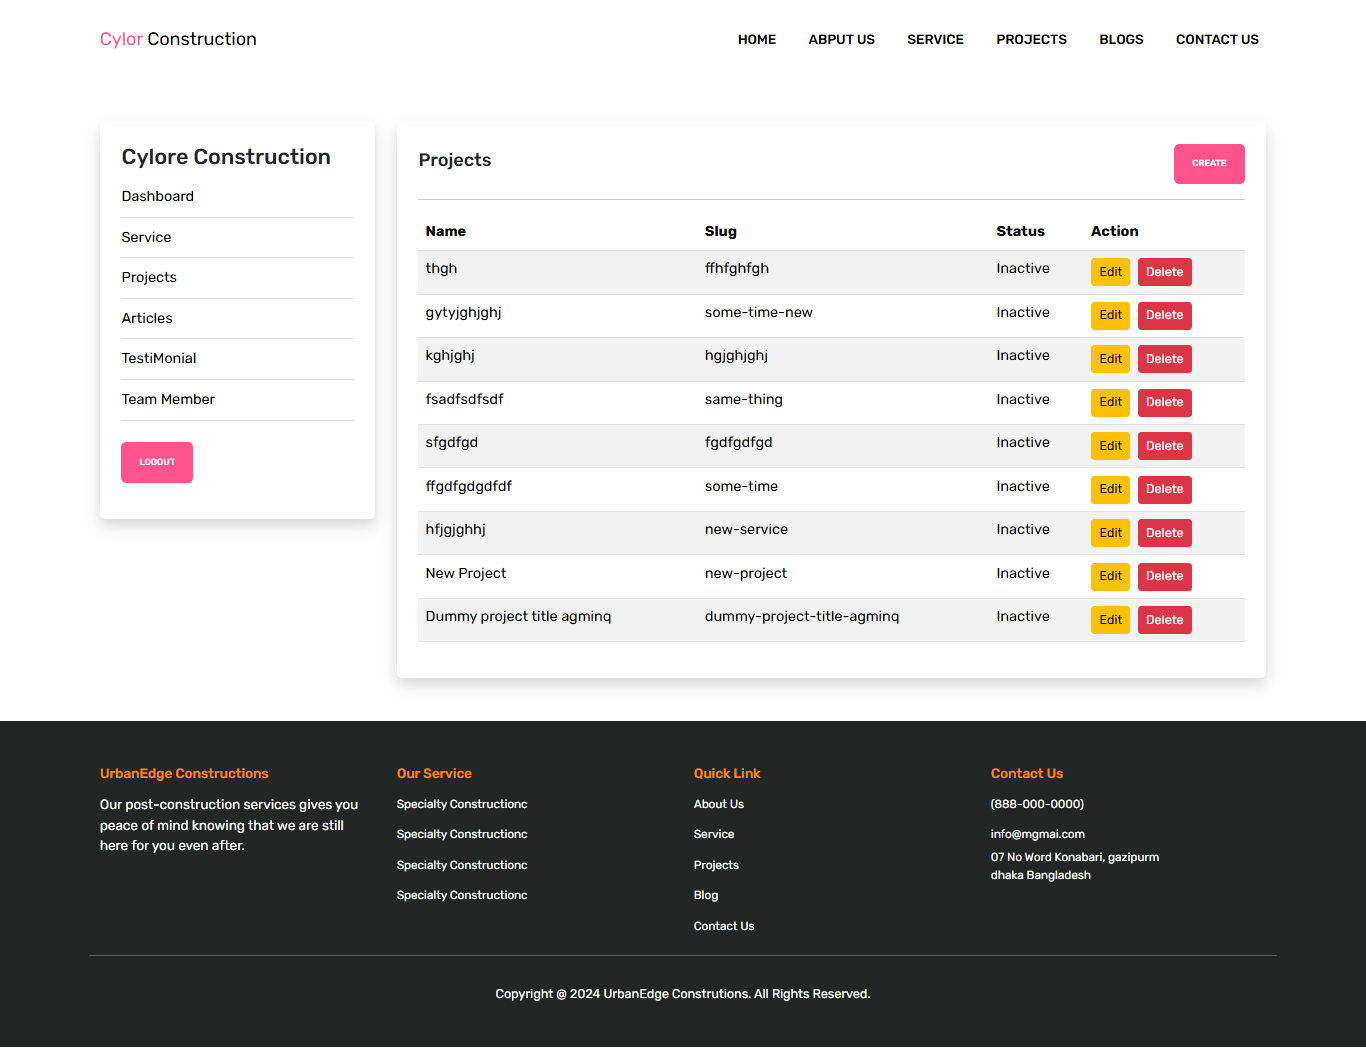 Cylor Construction
HOME ABPUT US SERVICE PROJECTS BLOGS CONTACT US
Cylore Construction
Dashboard
Service
Projects
Articles
TestiMonial
Team Member
LOGOUT
Projects
CREATE
Name Slug Status Action
thgh ffhfghfgh Inactive Edit Delete
gytyjghjghj some-time-new Inactive Edit Delete
kghjghj hgjghjghj Inactive Edit Delete
fsadfsdfsdf same-thing Inactive Edit Delete
sfgdfgd fgdfgdfgd Inactive Edit Delete
ffgdfgdgdfdf some-time Inactive Edit Delete
hfjgjghhj new-service Inactive Edit Delete
New Project new-project Inactive Edit Delete
Dummy project title agminq dummy-project-title-agminq Inactive Edit Delete
UrbanEdge Constructions
Our post-construction services gives you
peace of mind knowing that we are still
here for you even after.
Our Service
Specialty Constructionc
Specialty Constructionc
Specialty Constructionc
Specialty Constructionc
Quick Link
About Us
Service
Projects
Blog
Contact Us
Contact Us
(888-000-0000)
info@mgmai.com
07 No Word Konabari, gazipurm
dhaka Bangladesh
Copyright @ 2024 UrbanEdge Construtions. All Rights Reserved.